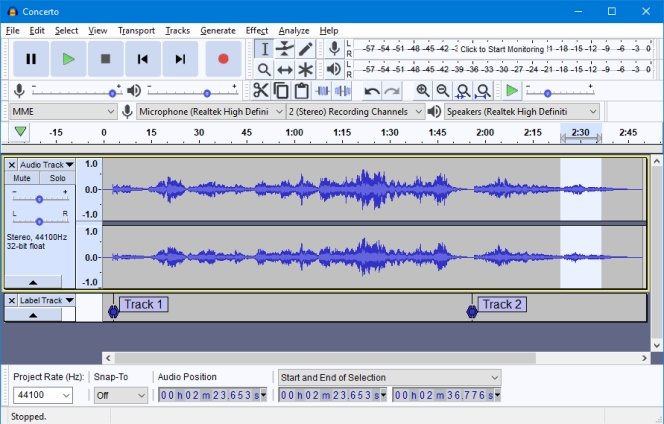 Concerto
File Edit Select View Transport Tracks Generate Effect Analyze Help
L R -57 -54 -51 -48 -45 -42 -3 Click to Start Monitoring -21 -18 -15 -12 -9 -6 -3 0
L R -57 -54 -51 -48 -45 -42 -39 -36 -33 -30 -27 -24 -21 -18 -15 -12 -9 -6 -3 0
- + - + - +
MME Microphone (Realtek High Defini 2 (Stereo) Recording Channels Speakers (Realtek High Definiti
-15 0 15 30 45 1:00 1:15 1:30 1:45 2:00 2:15 2:30 2:45
X Audio Track 1.0
Mute Solo
- + 0.0
L R
-1.0
Stereo, 44100Hz 1.0
32-bit float
0.0
-1.0
X Label Track Track 1 Track 2
Project Rate (Hz): Snap-To Audio Position Start and End of Selection
44100 Off 00 h 02 m 23.653 s 00 h 02 m 23.653 s 00 h 02 m 36.776 s
Stopped.